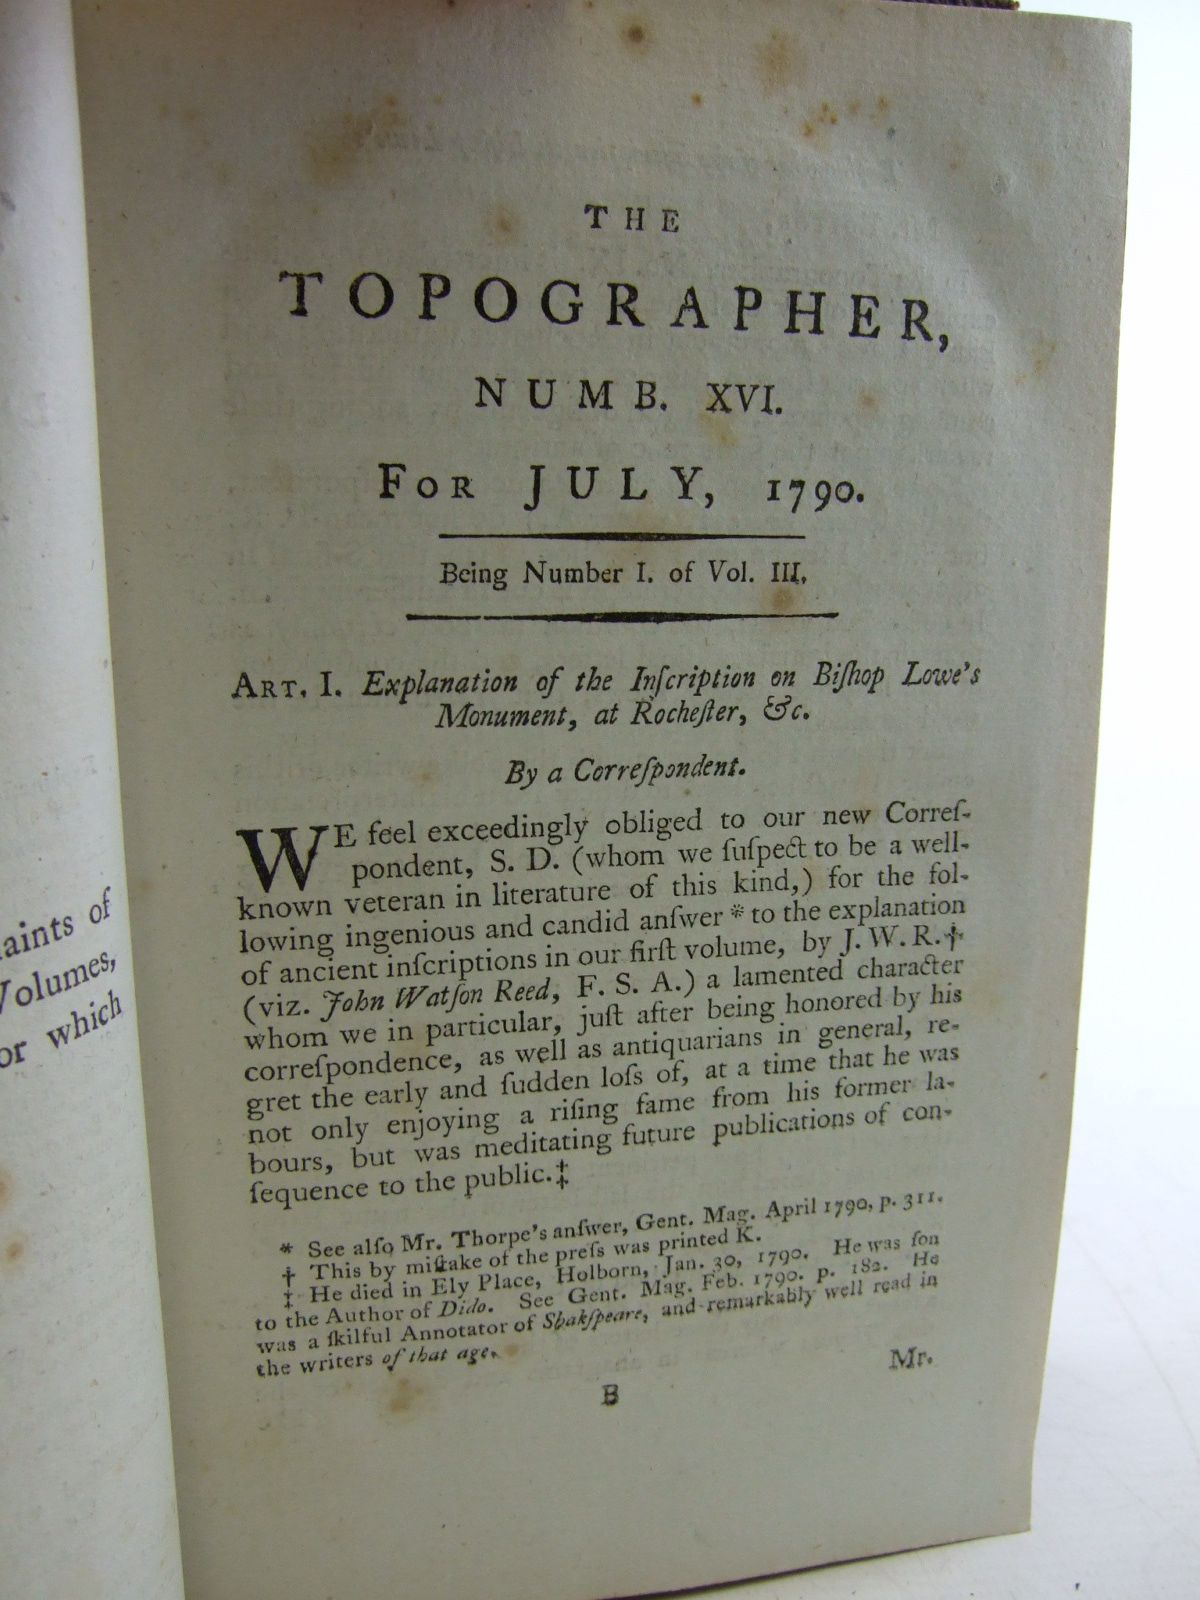 THE
TOPOGRAPHER,
NUMB. XVI.
FOR JULY, 1790.
Being Number I. of Vol. III.
ART. I. Explanation of the Inſcription on Biſhop Lowe's
Monument, at Rocheſter, &c.
By a Correſpondent.
WE feel exceedingly obliged to our new Correſ-
pondent, S. D. (whom we ſuſpect to be a well-
known veteran in literature of this kind,) for the fol-
lowing ingenious and candid anſwer * to the explanation
of ancient inſcriptions in our firſt volume, by J. W. R.†
(viz. John Watſon Reed, F. S. A.) a lamented character
whom we in particular, juſt after being honored by his
correſpondence, as well as antiquarians in general, re-
gret the early and ſudden loſs of, at a time that he was
not only enjoying a riſing fame from his former la-
bours, but was meditating future publications of con-
ſequence to the public.‡
* See alſo Mr. Thorpe's anſwer, Gent. Mag. April 1790, p. 311.
† This by miſtake of the preſs was printed K.
‡ He died in Ely Place, Holborn, Jan. 30, 1790. He was ſon
to the Author of Dido. See Gent. Mag. Feb. 1790. p. 182. He
was a ſkilful Annotator of Shakſpeare, and remarkably well read in
the writers of that age.
B
Mr.
aints of
Volumes,
or which